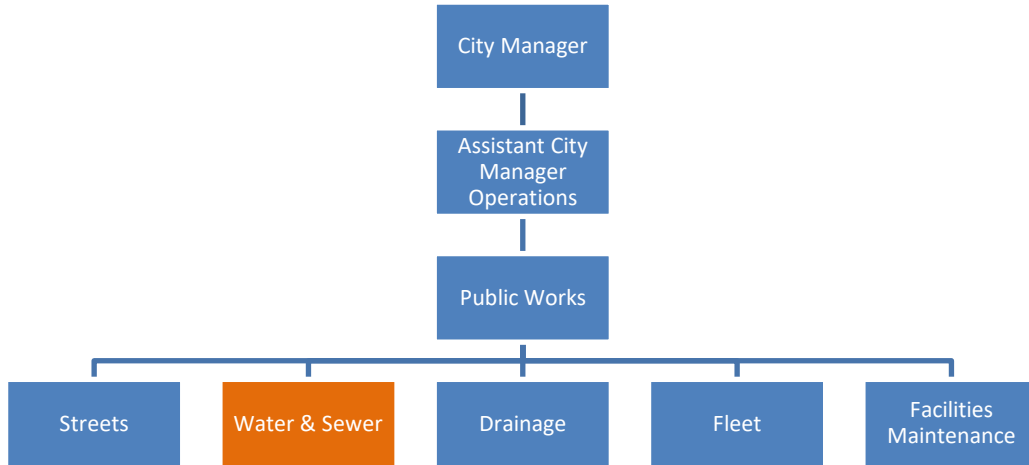 City Manager
Assistant City
Manager
Operations
Public Works
Streets
Water & Sewer
Drainage
Fleet
Facilities
Maintenance